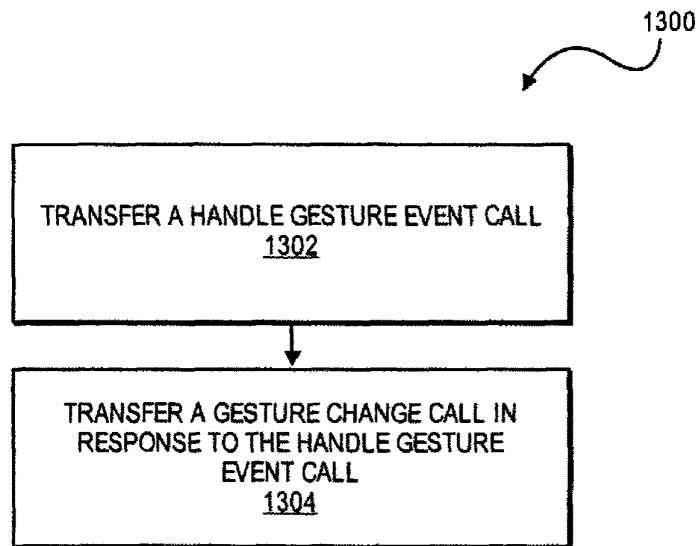 1300
TRANSFER A HANDLE GESTURE EVENT CALL
1302
TRANSFER A GESTURE CHANGE CALL IN
RESPONSE TO THE HANDLE GESTURE
EVENT CALL
1304